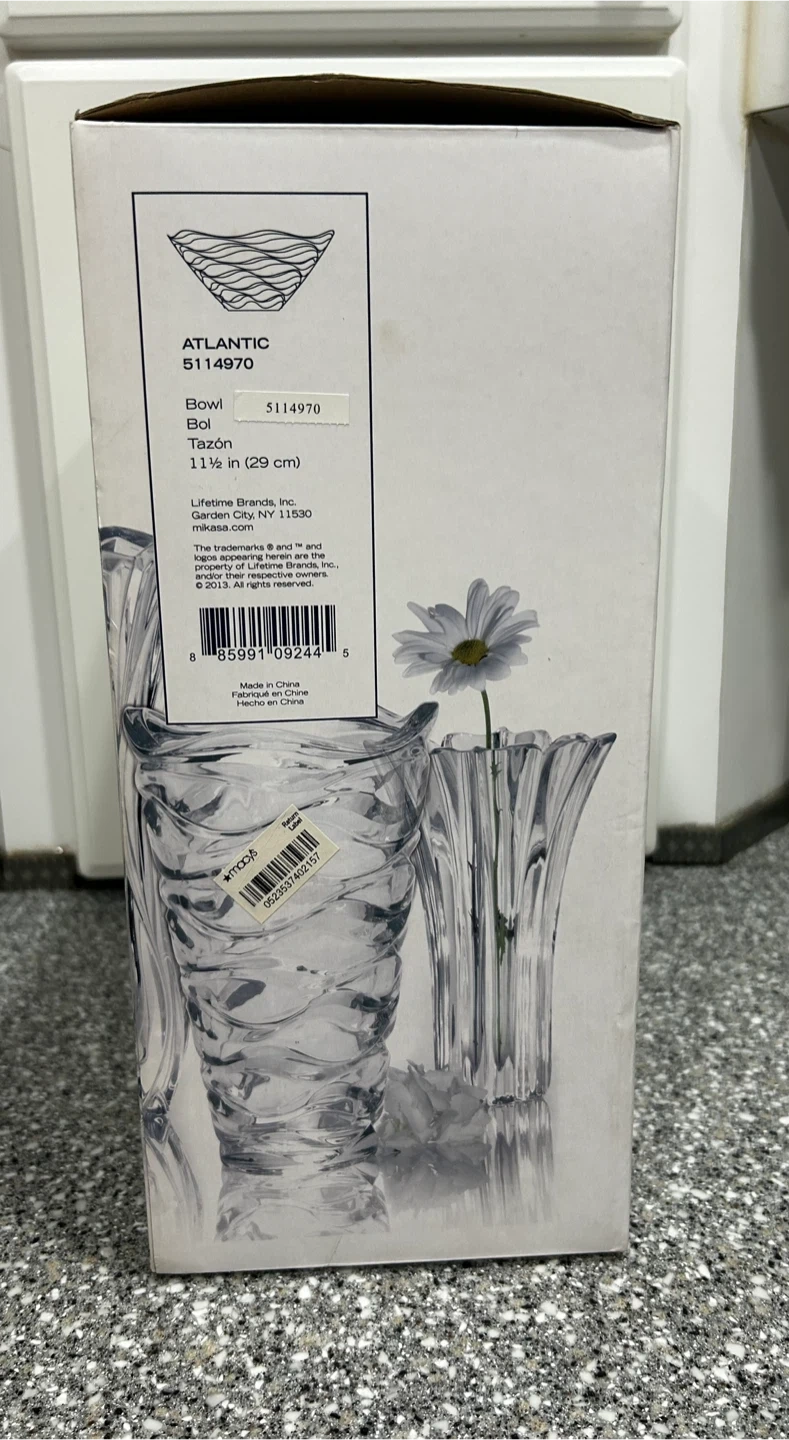 ATLANTIC
5114970
Bowl
5114970
Bol
Tazón
11½ in (29 cm)
Lifetime Brands, Inc.
Garden City, NY 11530
mikasa.com
The trademarks ® and ™ and
logos appearing herein are the
property of Lifetime Brands, Inc.,
and/or their respective owners.
© 2013. All rights reserved.
8 85991 09244 5
Made in China
Fabriqué en Chine
Hecho en China
★macy's
Return
Label
0523537402157